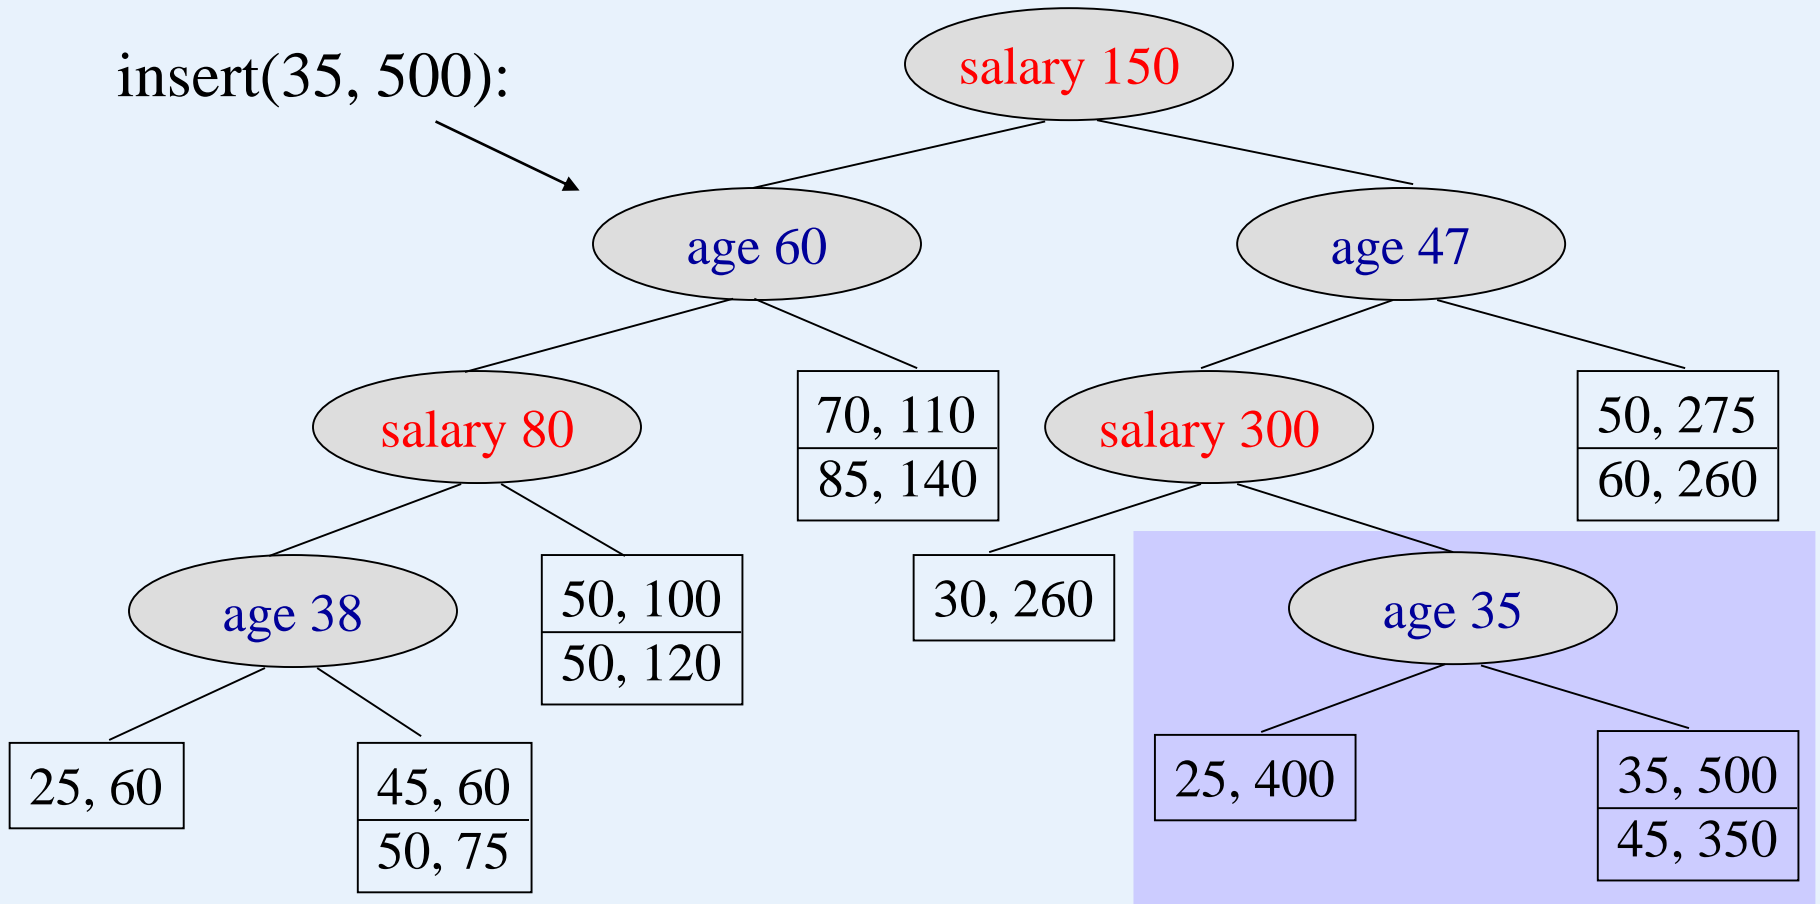 insert(35, 500):
salary 150
age 60
age 47
salary 80
70, 110
85, 140
salary 300
50, 275
60, 260
age 38
50, 100
50, 120
30, 260
age 35
25, 60
45, 60
50, 75
25, 400
35, 500
45, 350